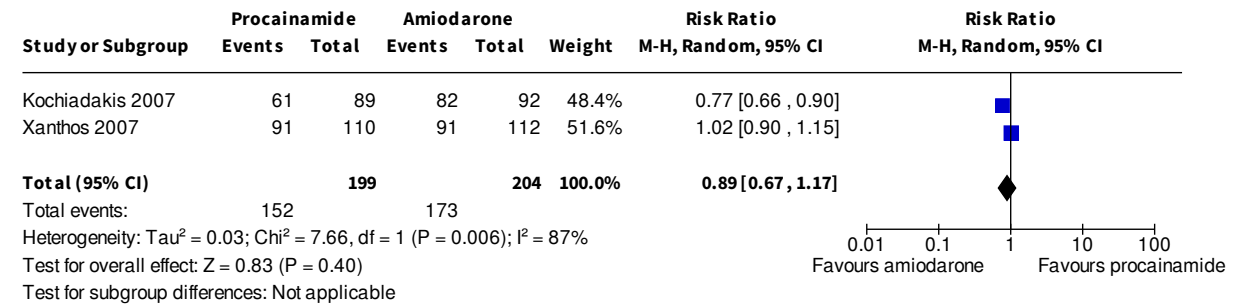 Procainamide Amiodarone Risk Ratio Risk Ratio
Study or Subgroup Events Total Events Total Weight M-H, Random, 95% CI M-H, Random, 95% CI
Kochiadakis 2007 61 89 82 92 48.4% 0.77 [0.66 , 0.90]
Xanthos 2007 91 110 91 112 51.6% 1.02 [0.90 , 1.15]
Total (95% CI) 199 204 100.0% 0.89 [0.67, 1.17]
Total events: 152 173
Heterogeneity: Tau² = 0.03; Chi² = 7.66, df = 1 (P = 0.006); I² = 87%
0.01 0.1 1 10 100
Test for overall effect: Z = 0.83 (P = 0.40)
Favours amiodarone Favours procainamide
Test for subgroup differences: Not applicable